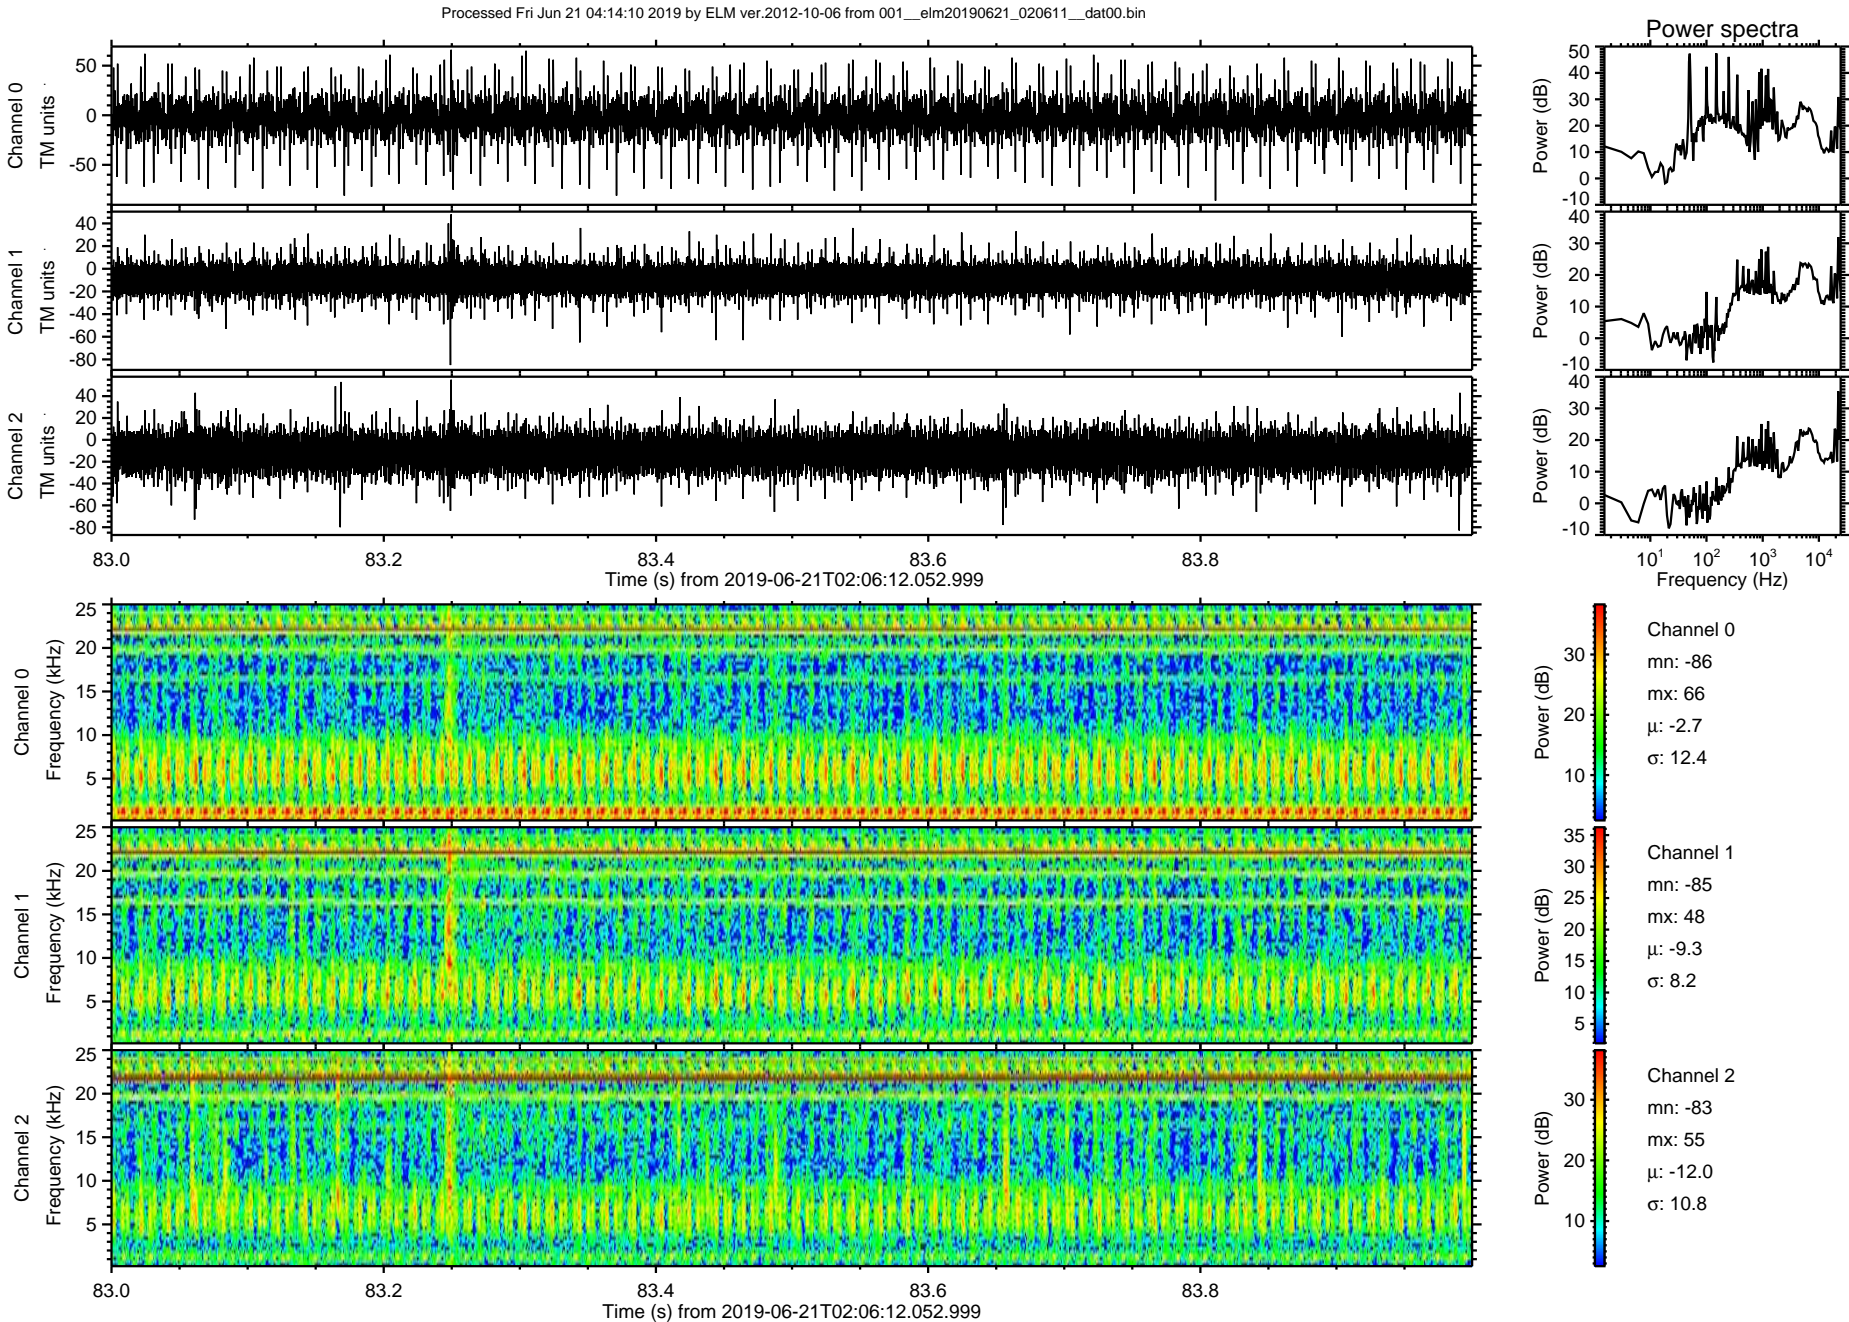 Processed Fri Jun 21 04:14:10 2019 by ELM ver.2012-10-06 from 001__elm20190621_020611__dat00.bin
Power spectra
Channel 0
TM units
50
0
-50
Power (dB)
50
40
30
20
10
0
-10
Channel 1
TM units
40
20
0
-20
-40
-60
-80
Power (dB)
40
30
20
10
0
-10
Channel 2
TM units
40
20
0
-20
-40
-60
-80
Power (dB)
40
30
20
10
0
-10
83.0 83.2 83.4 83.6 83.8
Time (s) from 2019-06-21T02:06:12.052.999
10^1 10^2 10^3 10^4
Frequency (Hz)
Channel 0
Frequency (kHz)
25
20
15
10
5
Power (dB)
30
20
10
Channel 0
mn: -86
mx: 66
μ: -2.7
σ: 12.4
Channel 1
Frequency (kHz)
25
20
15
10
5
Power (dB)
35
30
25
20
15
10
5
Channel 1
mn: -85
mx: 48
μ: -9.3
σ: 8.2
Channel 2
Frequency (kHz)
25
20
15
10
5
Power (dB)
30
20
10
Channel 2
mn: -83
mx: 55
μ: -12.0
σ: 10.8
83.0 83.2 83.4 83.6 83.8
Time (s) from 2019-06-21T02:06:12.052.999